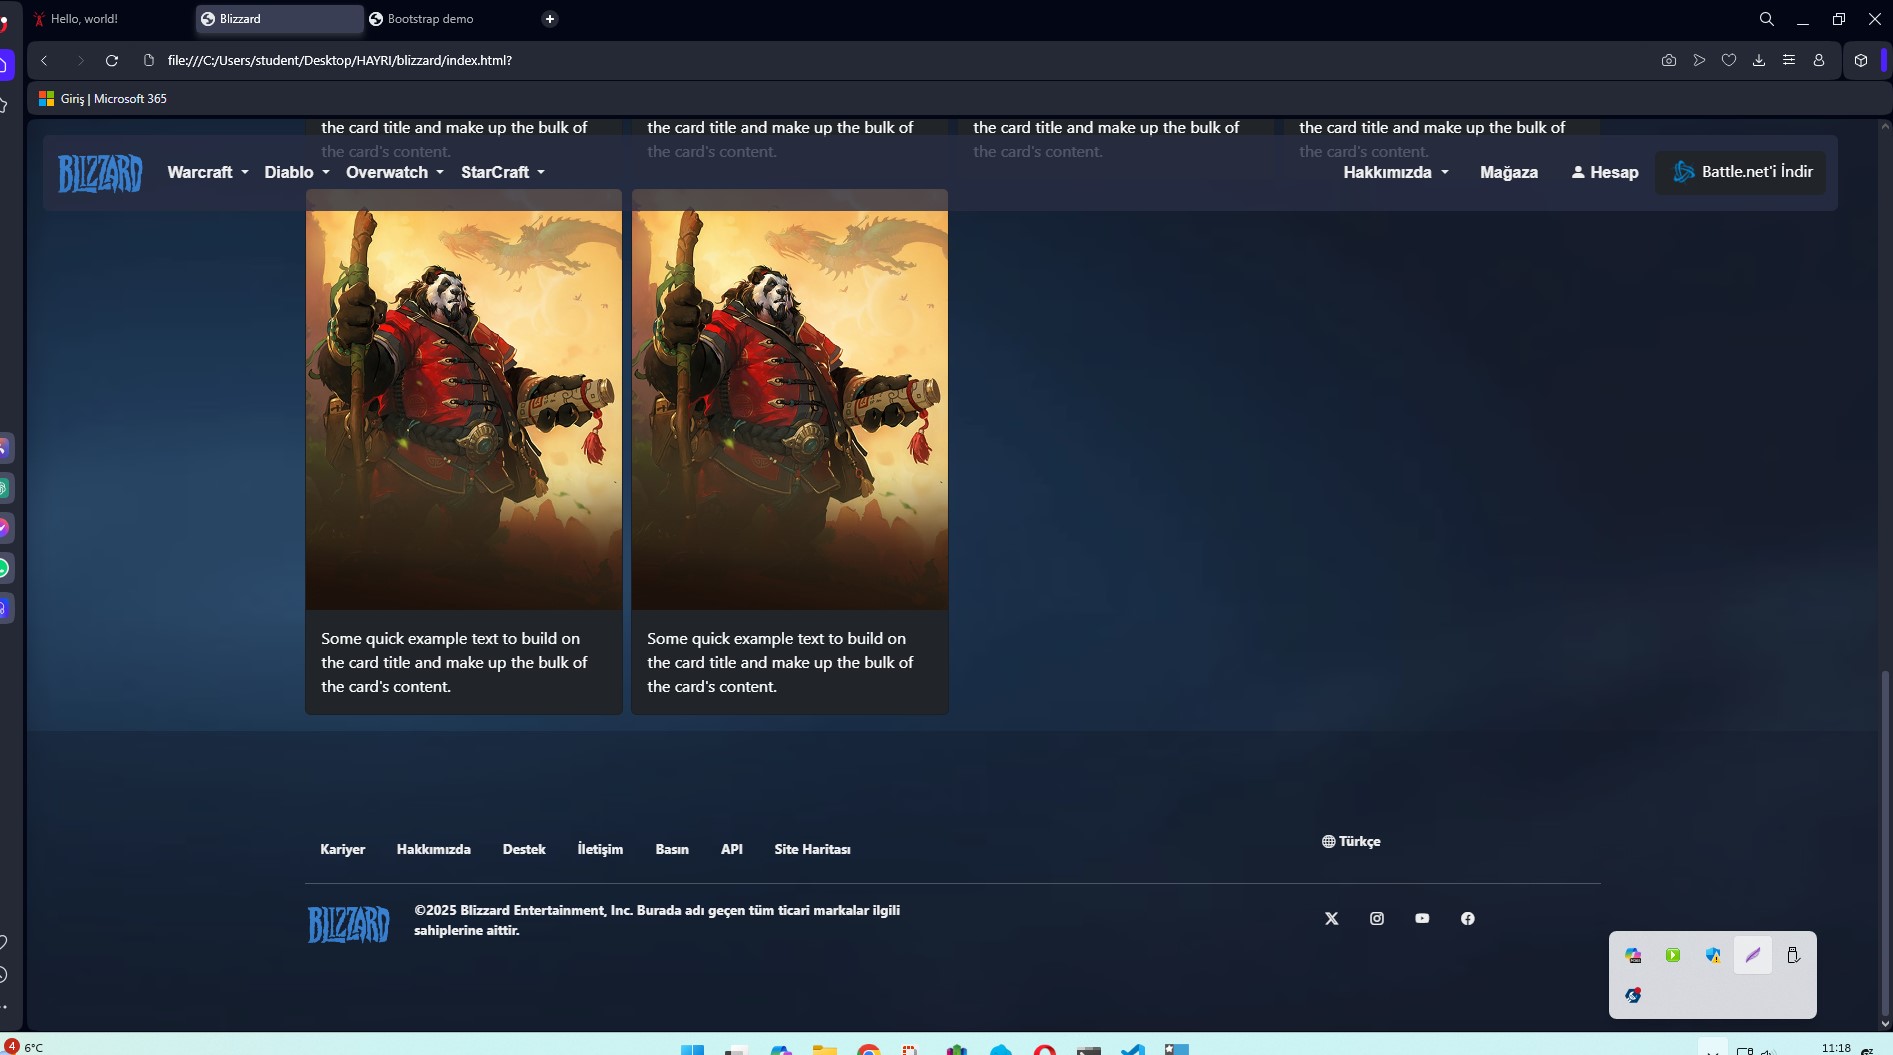 Hello, world!
Blizzard
Bootstrap demo
file:///C:/Users/student/Desktop/HAYRI/blizzard/index.html?
Giriş | Microsoft 365
the card title and make up the bulk of
the card's content.
the card title and make up the bulk of
the card's content.
the card title and make up the bulk of
the card's content.
the card title and make up the bulk of
the card's content.
BLIZZARD
Warcraft
Diablo
Overwatch
StarCraft
Hakkımızda
Mağaza
Hesap
Battle.net'i İndir
Some quick example text to build on
the card title and make up the bulk of
the card's content.
Some quick example text to build on
the card title and make up the bulk of
the card's content.
Kariyer
Hakkımızda
Destek
İletişim
Basın
API
Site Haritası
Türkçe
BLIZZARD
©2025 Blizzard Entertainment, Inc. Burada adı geçen tüm ticari markalar ilgili
sahiplerine aittir.
4
6°C
11:18